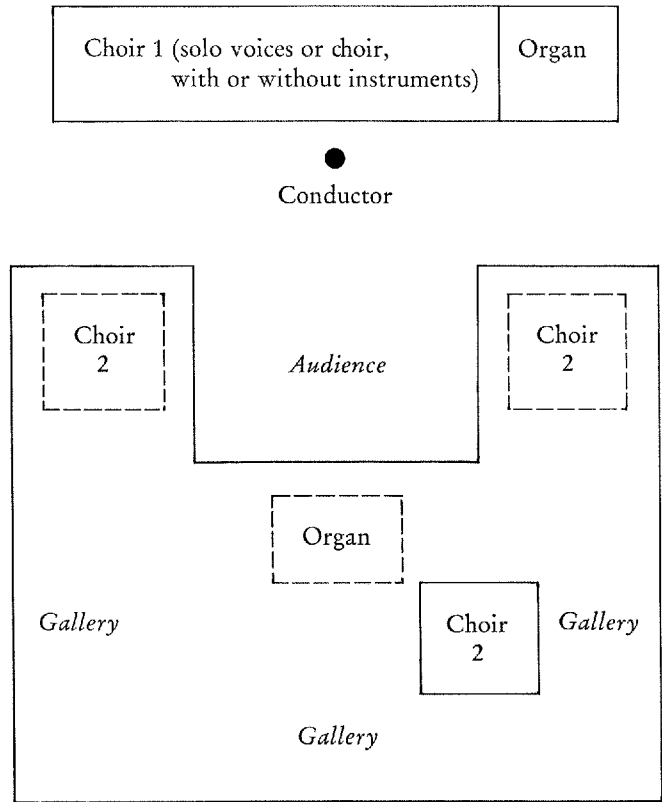 Choir 1 (solo voices or choir,
with or without instruments)
Organ
Conductor
Choir
2
Audience
Choir
2
Organ
Gallery
Choir
2
Gallery
Gallery